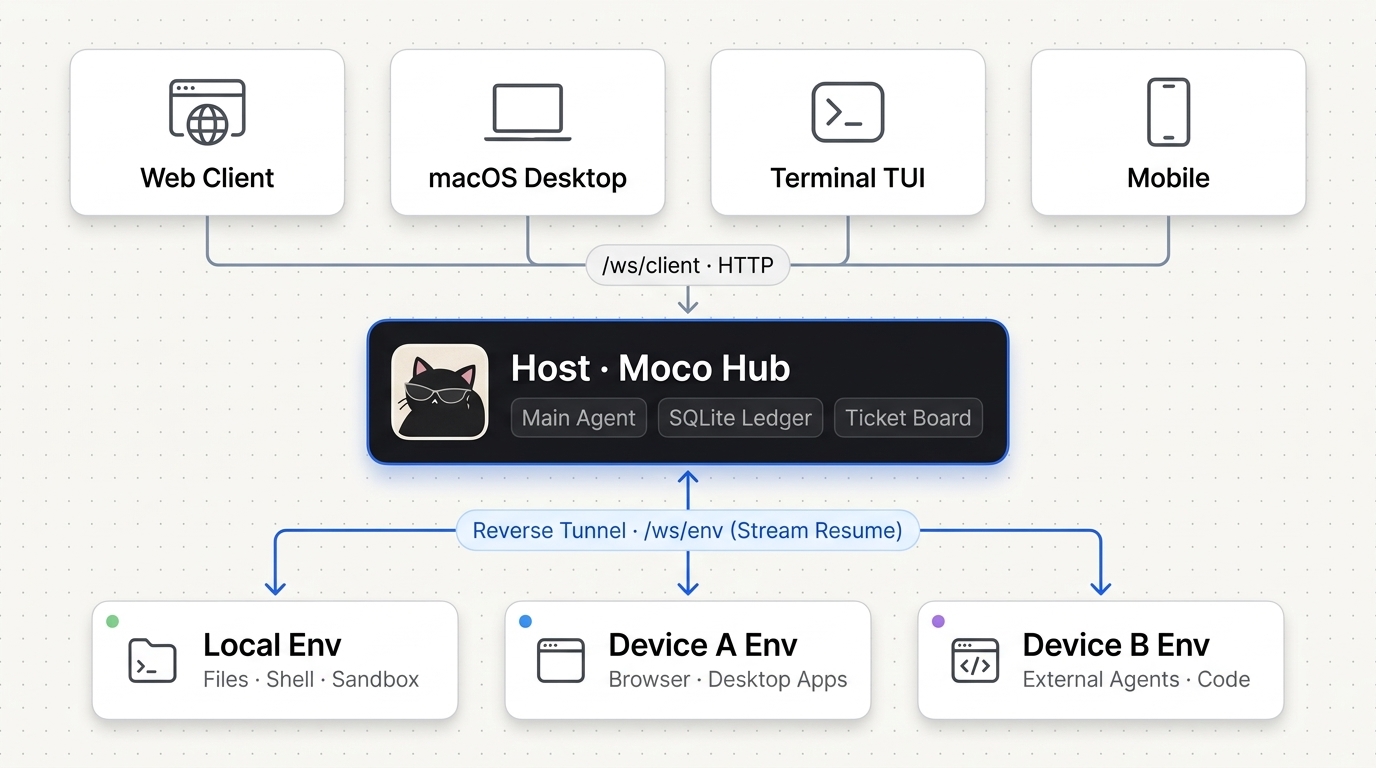 Web Client
macOS Desktop
Terminal TUI
Mobile
/ws/client · HTTP
Host · Moco Hub
Main Agent
SQLite Ledger
Ticket Board
Reverse Tunnel · /ws/env (Stream Resume)
Local Env
Files · Shell · Sandbox
Device A Env
Browser · Desktop Apps
Device B Env
External Agents · Code